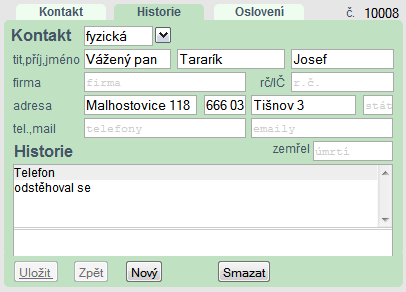 Kontakt Historie Oslovení č. 10008
Kontakt fyzická
tit,příj,jméno Vážený pan Tararík Josef
firma firma rč/IČ r.č.
adresa Malhostovice 118 666 03 Tišnov 3 stát
tel.,mail telefony emaily
Historie zemřel úmrtí
Telefon
odstěhoval se
Uložit Zpět Nový Smazat